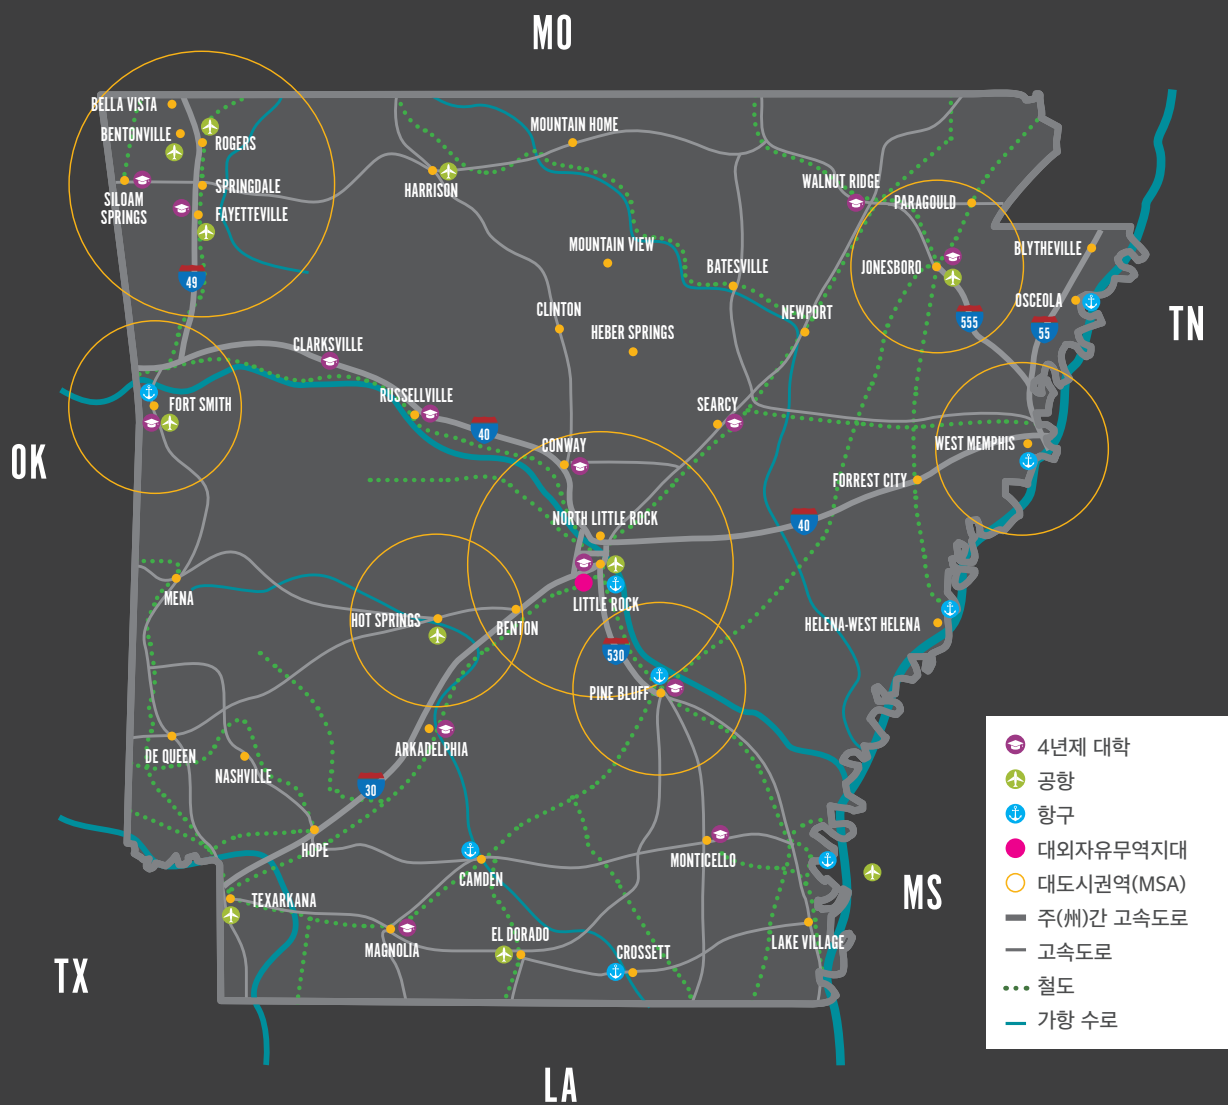 MO
BELLA VISTA
BENTONVILLE
ROGERS
MOUNTAIN HOME
HARRISON
SILOAM
SPRINGS
SPRINGDALE
FAYETTEVILLE
WALNUT RIDGE
PARAGOULD
MOUNTAIN VIEW
BLYTHEVILLE
JONESBORO
BATESVILLE
49
OSCEOLA
CLINTON
NEWPORT
555
55
TN
HEBER SPRINGS
CLARKSVILLE
RUSSELLVILLE
FORT SMITH
SEARCY
40
CONWAY
WEST MEMPHIS
OK
FORREST CITY
NORTH LITTLE ROCK
40
MENA
LITTLE ROCK
HOT SPRINGS
BENTON
HELENA-WEST HELENA
530
PINE BLUFF
ARKADELPHIA
DE QUEEN
NASHVILLE
30
HOPE
MONTICELLO
CAMDEN
MS
TEXARKANA
MAGNOLIA
EL DORADO
CROSSETT
LAKE VILLAGE
TX
LA
4년제 대학
공항
항구
대외자유무역지대
대도시권역(MSA)
주(州)간 고속도로
고속도로
철도
가항 수로